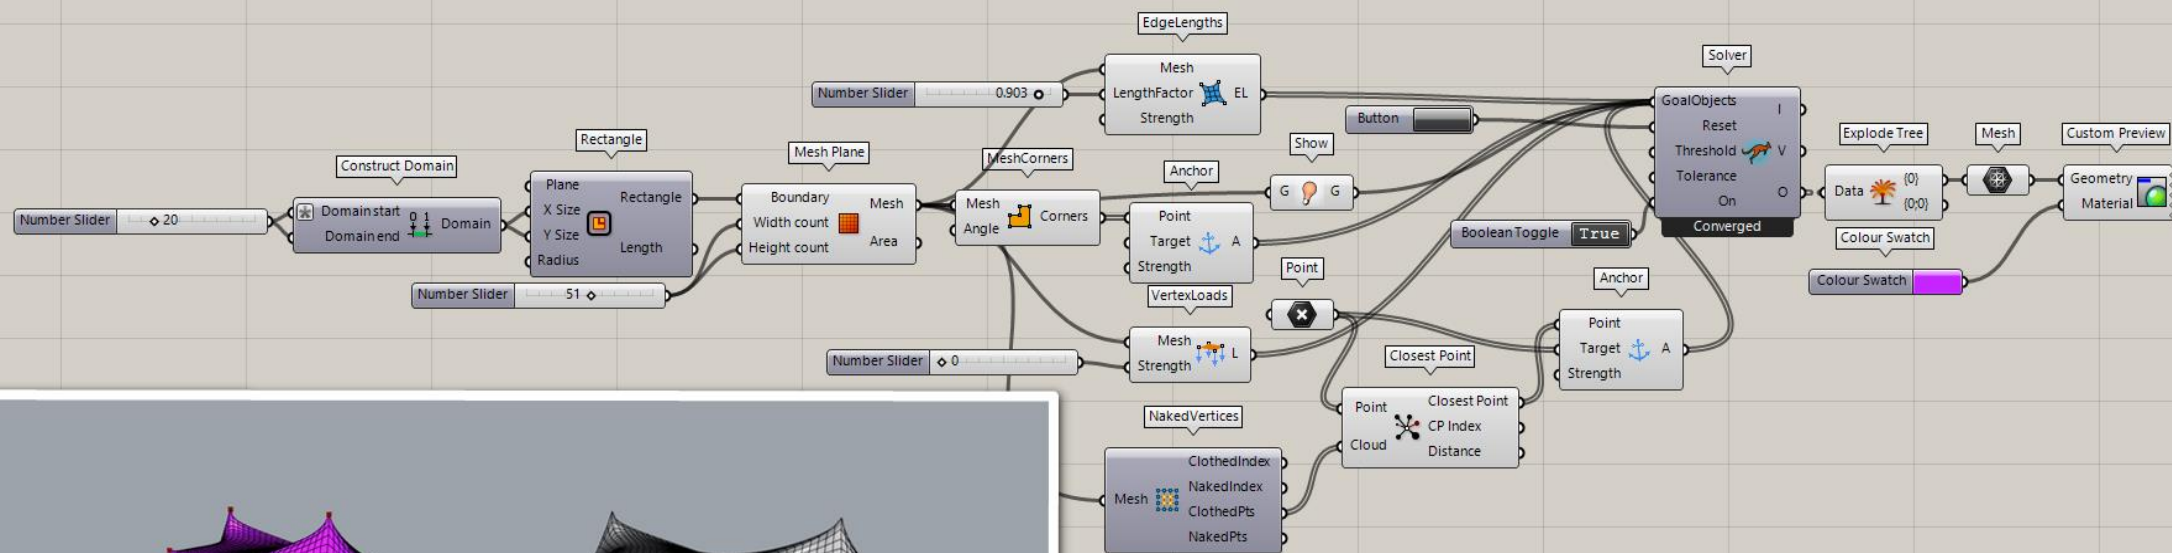 EdgeLengths
Mesh
LengthFactor EL
Strength
Number Slider 0.903
Solver
GoalObjects I
Reset
Threshold V
Tolerance O
On
Converged
Button
Rectangle
Plane
X Size Rectangle
Y Size Length
Radius
Construct Domain
Domain start Domain
Domain end
Number Slider 20
Number Slider 51
Mesh Plane
Boundary Mesh
Width count
Height count Area
MeshCorners
Mesh Corners
Angle
Anchor
Point
Target A
Strength
Show
G G
Boolean Toggle True
Explode Tree
Data {0}
{0;0}
Mesh
Custom Preview
Geometry
Material
Colour Swatch
Colour Swatch
Point
VertexLoads
Mesh L
Strength
Number Slider 0
Anchor
Point
Target A
Strength
Closest Point
Point Closest Point
CP Index
Cloud Distance
NakedVertices
ClothedIndex
Mesh NakedIndex
ClothedPts
NakedPts